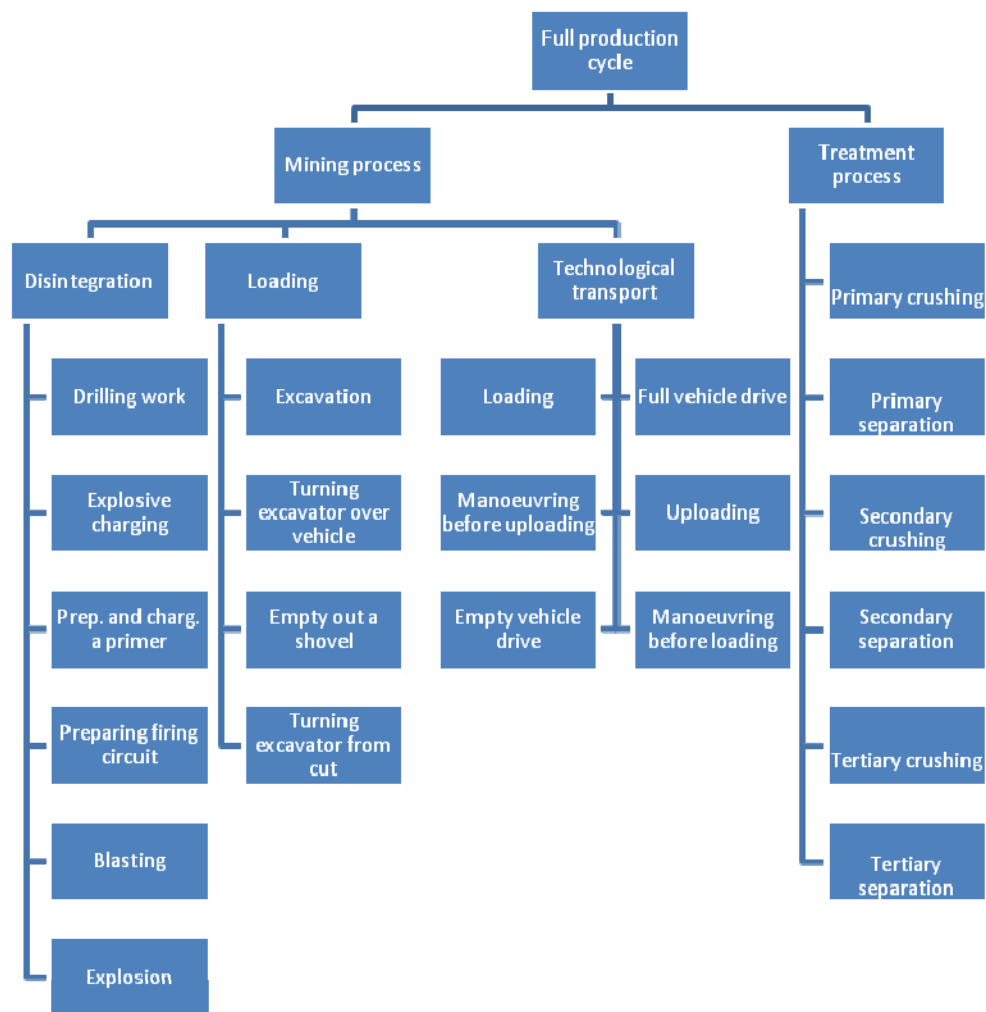 Full production
cycle
Mining process
Treatment
process
Disintegration
Loading
Technological
transport
Drilling work
Explosive
charging
Prep. and charg.
a primer
Preparing firing
circuit
Blasting
Explosion
Excavation
Turning
excavator over
vehicle
Empty out a
shovel
Turning
excavator from
cut
Loading
Full vehicle drive
Manoeuvring
before uploading
Uploading
Empty vehicle
drive
Manoeuvring
before loading
Primary crushing
Primary
separation
Secondary
crushing
Secondary
separation
Tertiary crushing
Tertiary
separation